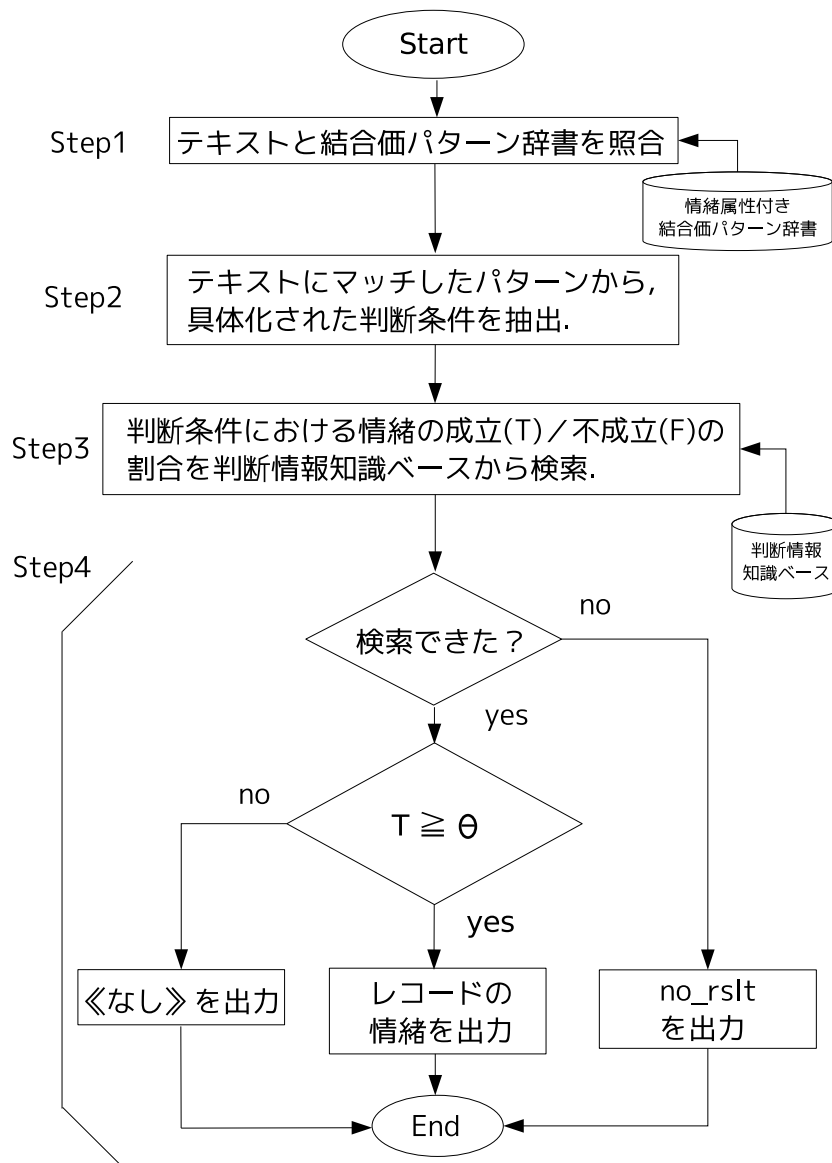 Start
Step1
テキストと結合価パターン辞書を照合
情緒属性付き
結合価パターン辞書
Step2
テキストにマッチしたパターンから,
具体化された判断条件を抽出.
Step3
判断条件における情緒の成立(T)／不成立(F)の
割合を判断情報知識ベースから検索.
判断情報
知識ベース
Step4
検索できた？
no
yes
T ≧ θ
no
yes
《なし》を出力
レコードの
情緒を出力
no_rslt
を出力
End